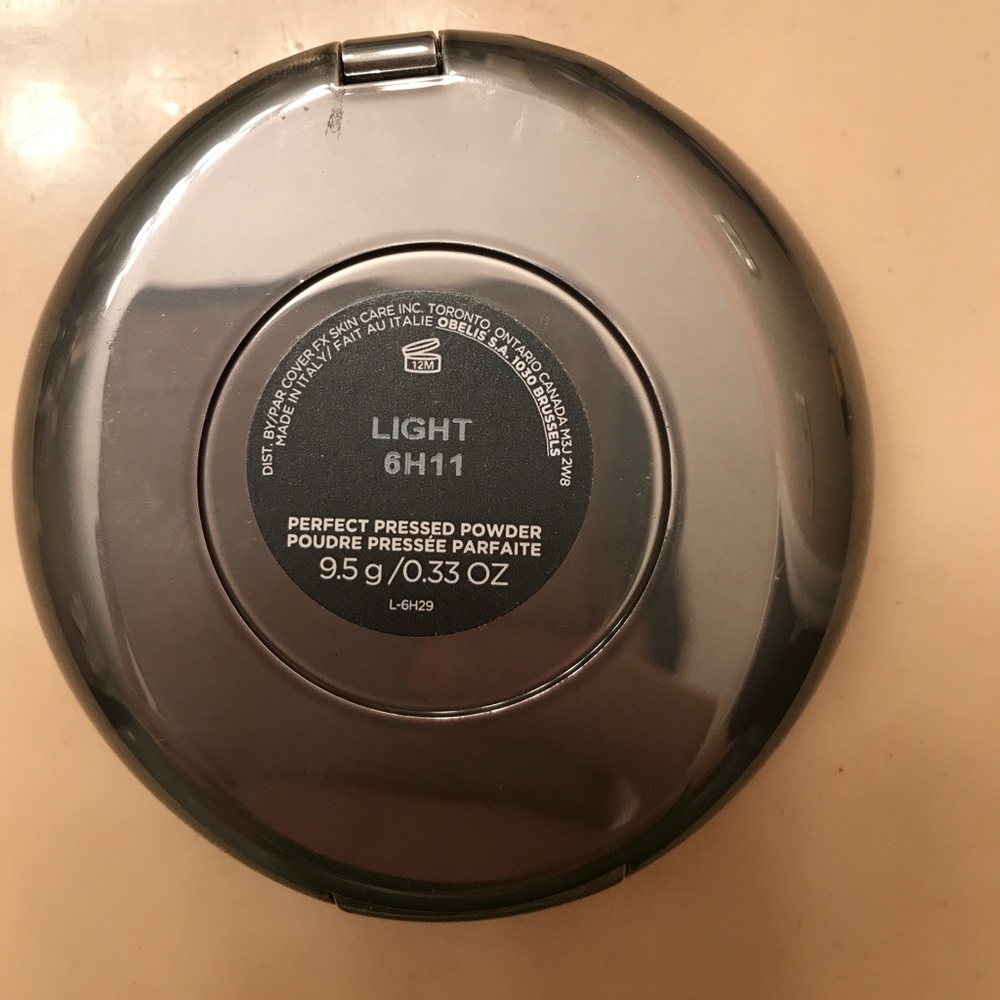 DIST. BY/PAR COVER FX SKIN CARE INC. TORONTO, ONTARIO CANADA M3J 2W8
MADE IN ITALY/ FAIT AU ITALIE OBELIS S.A. 1030 BRUSSELS
12M
LIGHT
6H11
PERFECT PRESSED POWDER
POUDRE PRESSÉE PARFAITE
9.5 g/0.33 OZ
L-6H29